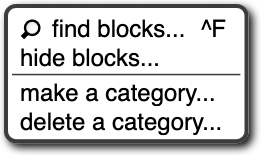 find blocks... ^F
hide blocks...
make a category...
delete a category...